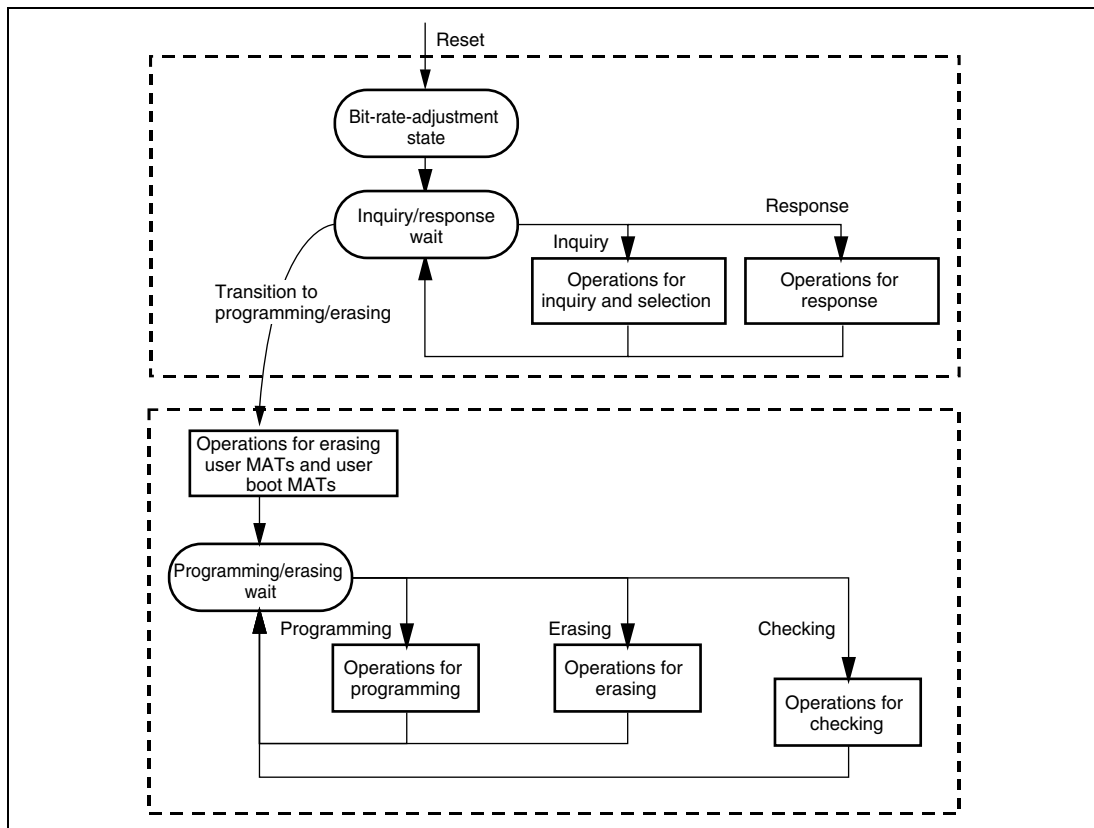 Reset
Bit-rate-adjustment
state
Inquiry/response
wait
Response
Inquiry
Operations for
inquiry and selection
Operations for
response
Transition to
programming/erasing
Operations for erasing
user MATs and user
boot MATs
Programming/erasing
wait
Programming
Erasing
Checking
Operations for
programming
Operations for
erasing
Operations for
checking